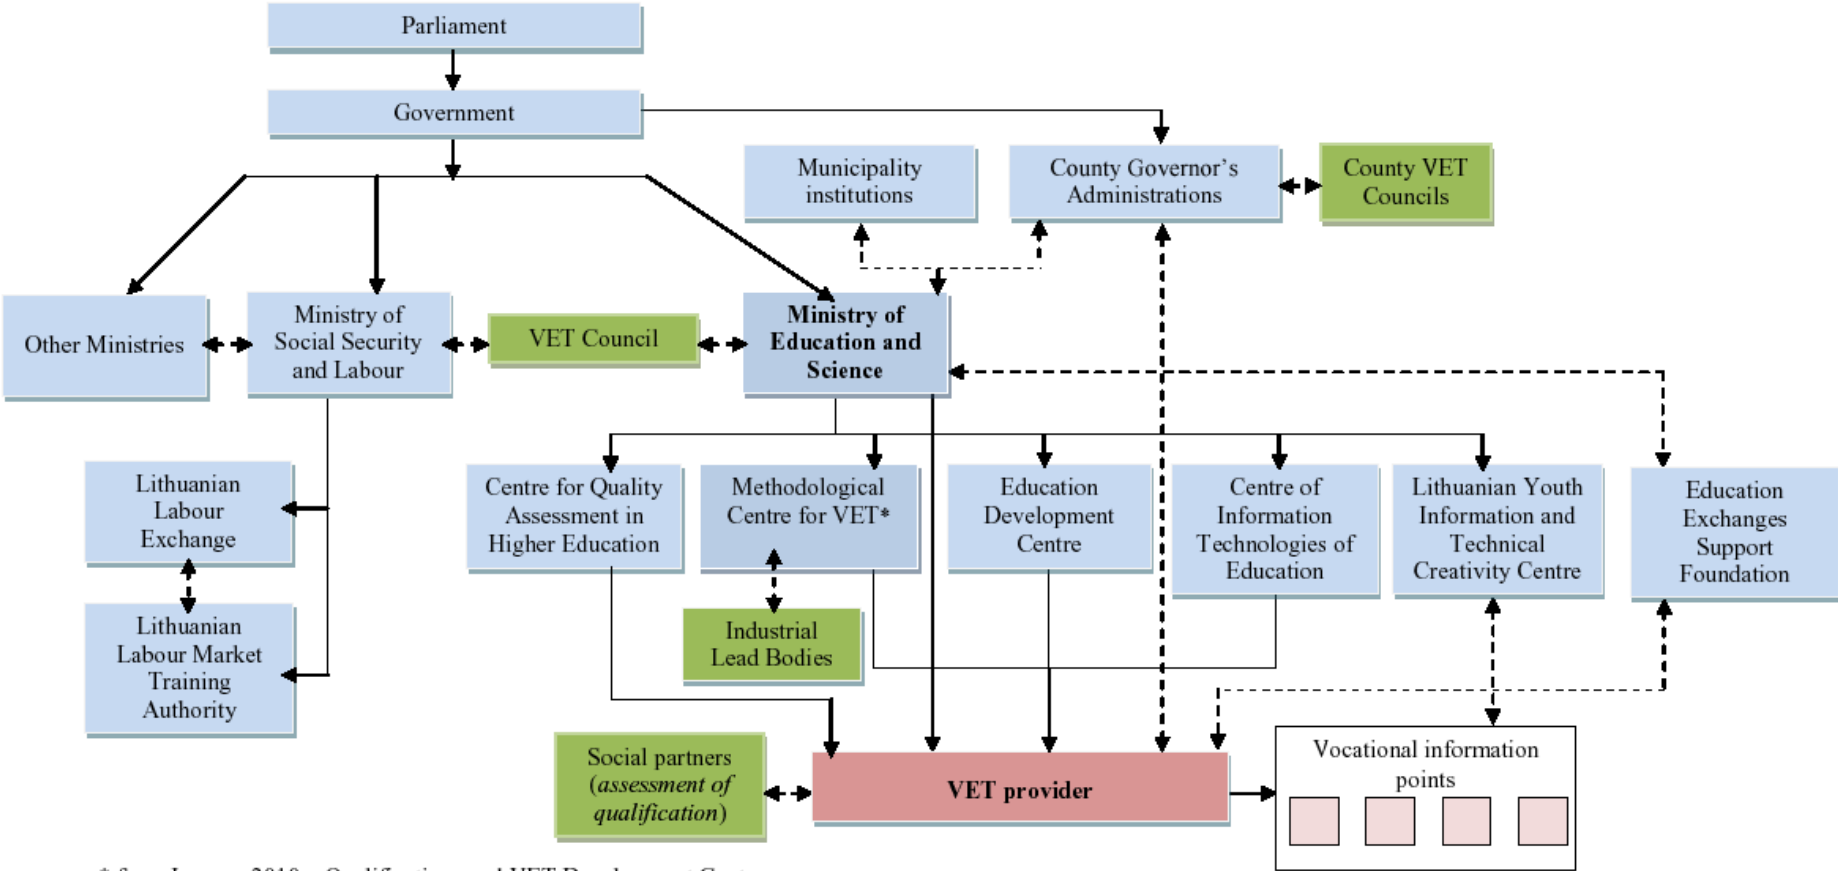 Parliament
Government
Municipality
institutions
County Governor’s
Administrations
County VET
Councils
Other Ministries
Ministry of
Social Security
and Labour
VET Council
Ministry of
Education and
Science
Lithuanian
Labour
Exchange
Centre for Quality
Assessment in
Higher Education
Methodological
Centre for VET*
Education
Development
Centre
Centre of
Information
Technologies of
Education
Lithuanian Youth
Information and
Technical
Creativity Centre
Education
Exchanges
Support
Foundation
Lithuanian
Labour Market
Training
Authority
Industrial
Lead Bodies
Social partners
(assessment of
qualification)
VET provider
Vocational information
points